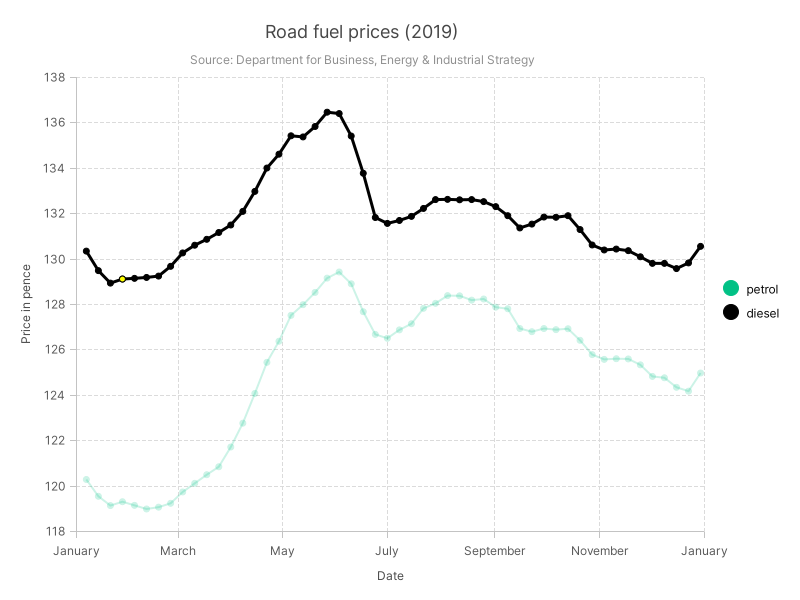 Road fuel prices (2019)
Source: Department for Business, Energy & Industrial Strategy
138
136
134
132
130
128
126
124
122
120
118
Price in pence
January
March
May
July
September
November
January
Date
petrol
diesel